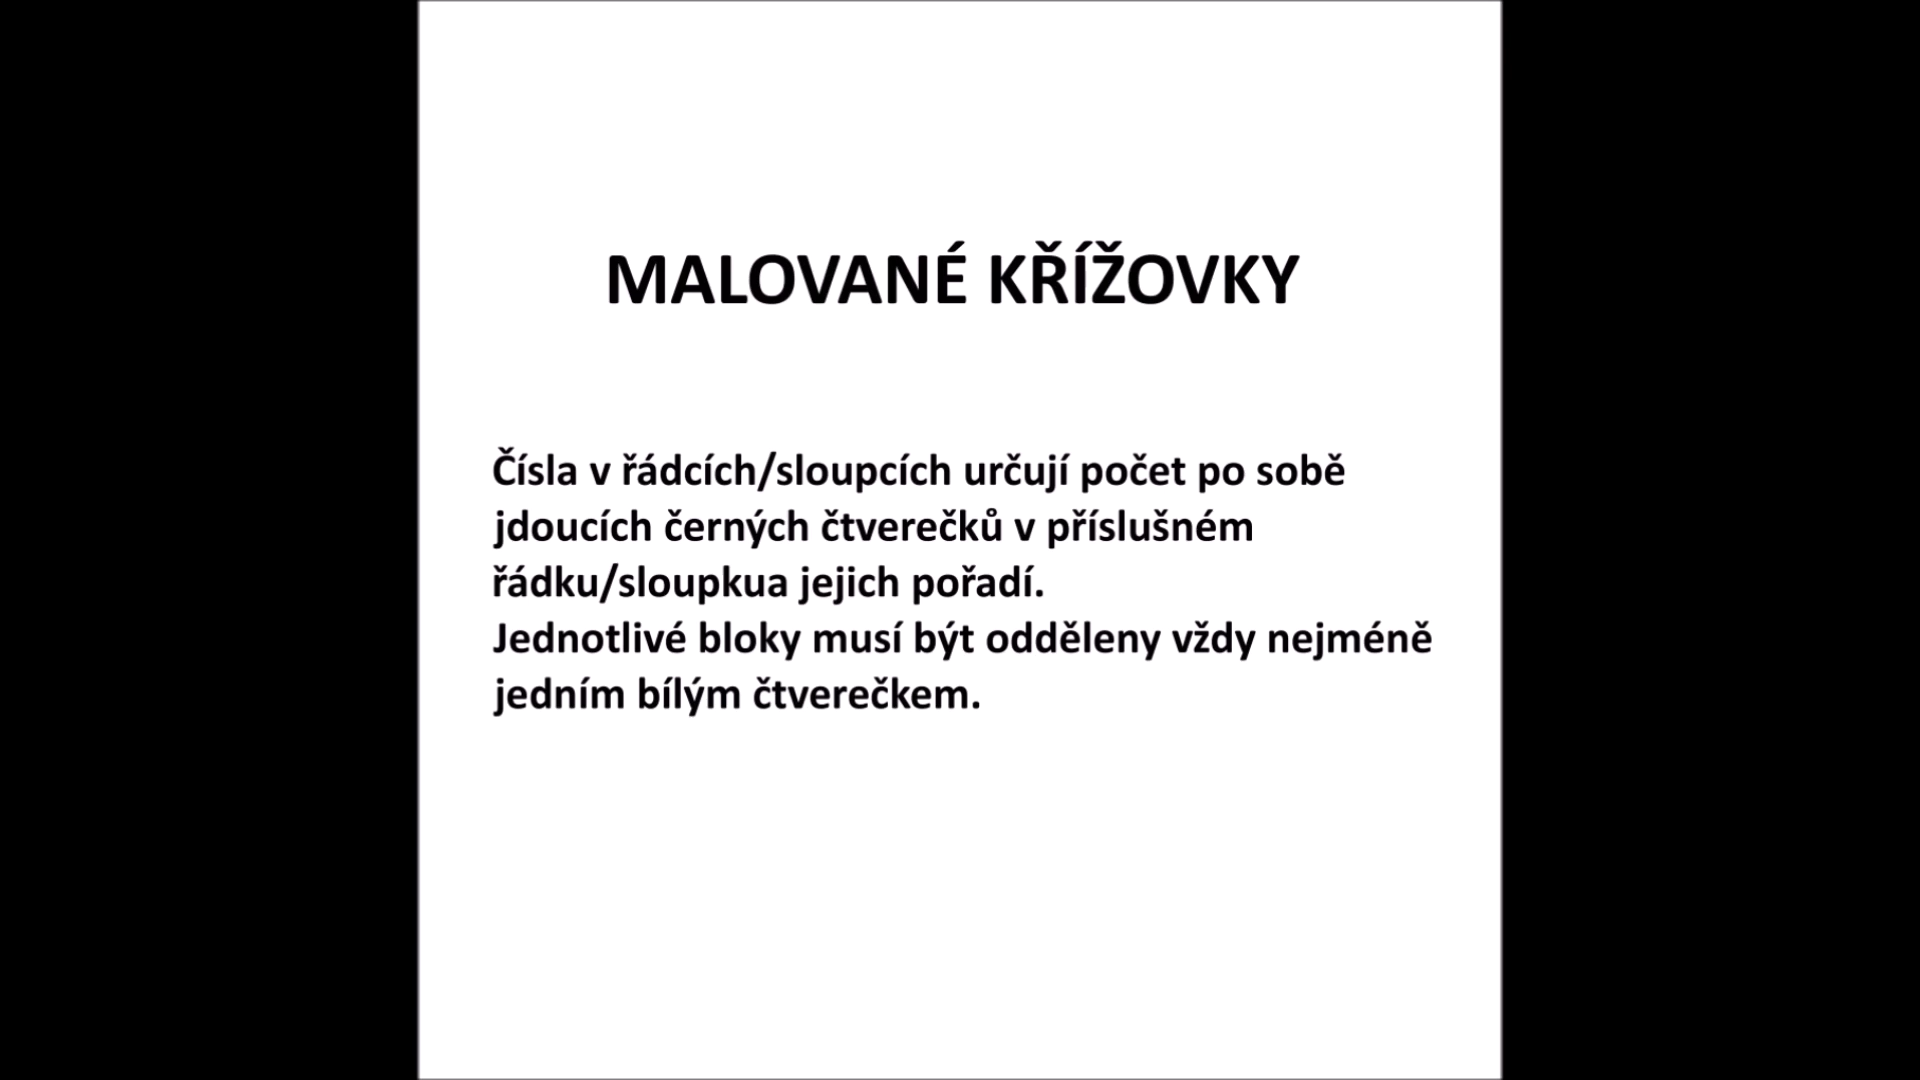 MALOVANÉ KŘÍŽOVKY
Čísla v řádcích/sloupcích určují počet po sobě
jdoucích černých čtverečků v příslušném
řádku/sloupkua jejich pořadí.
Jednotlivé bloky musí být odděleny vždy nejméně
jedním bílým čtverečkem.